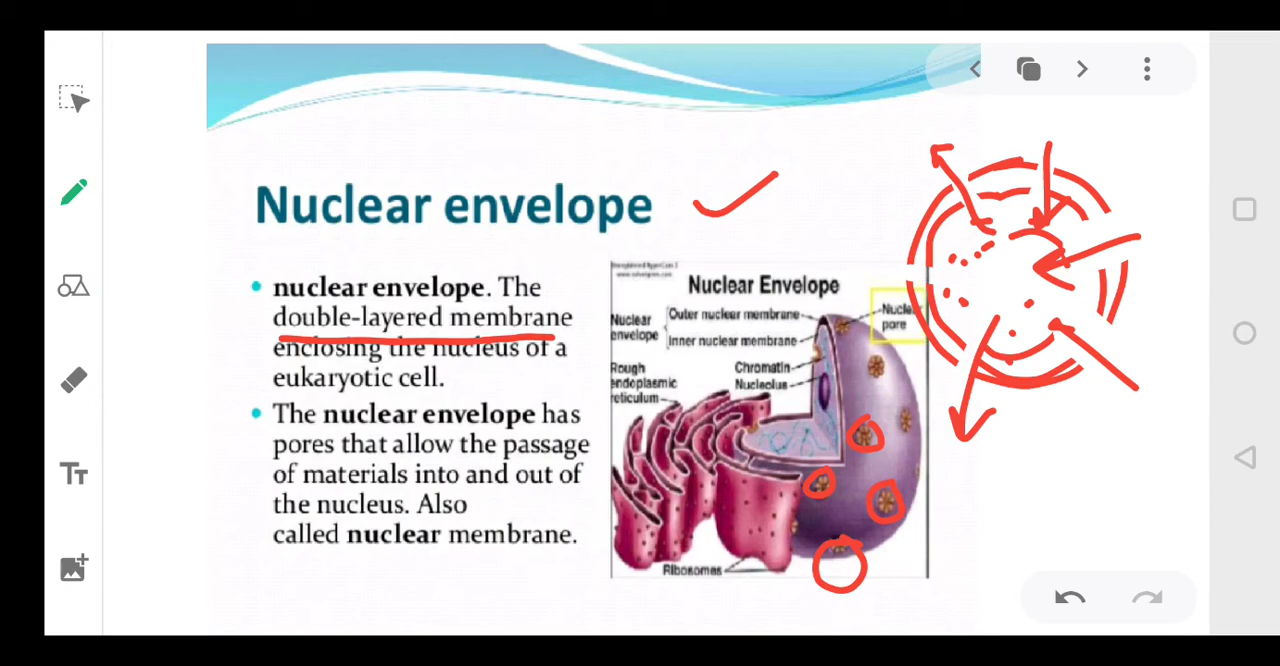 Nuclear envelope
nuclear envelope. The
double-layered membrane
enclosing the nucleus of a
eukaryotic cell.
The nuclear envelope has
pores that allow the passage
of materials into and out of
the nucleus. Also
called nuclear membrane.
Nuclear Envelope
Nuclear
envelope
Outer nuclear membrane
Inner nuclear membrane
Nuclear
pore
Chromatin
Nucleolus
Rough
endoplasmic
reticulum
Ribosomes
TT